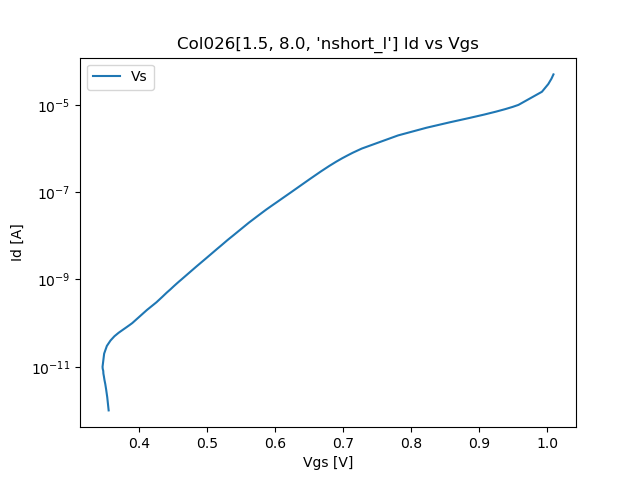 Col026[1.5, 8.0, 'nshort_l'] Id vs Vgs
Vs
10⁻⁵
10⁻⁷
10⁻⁹
10⁻¹¹
Id [A]
0.4 0.5 0.6 0.7 0.8 0.9 1.0
Vgs [V]